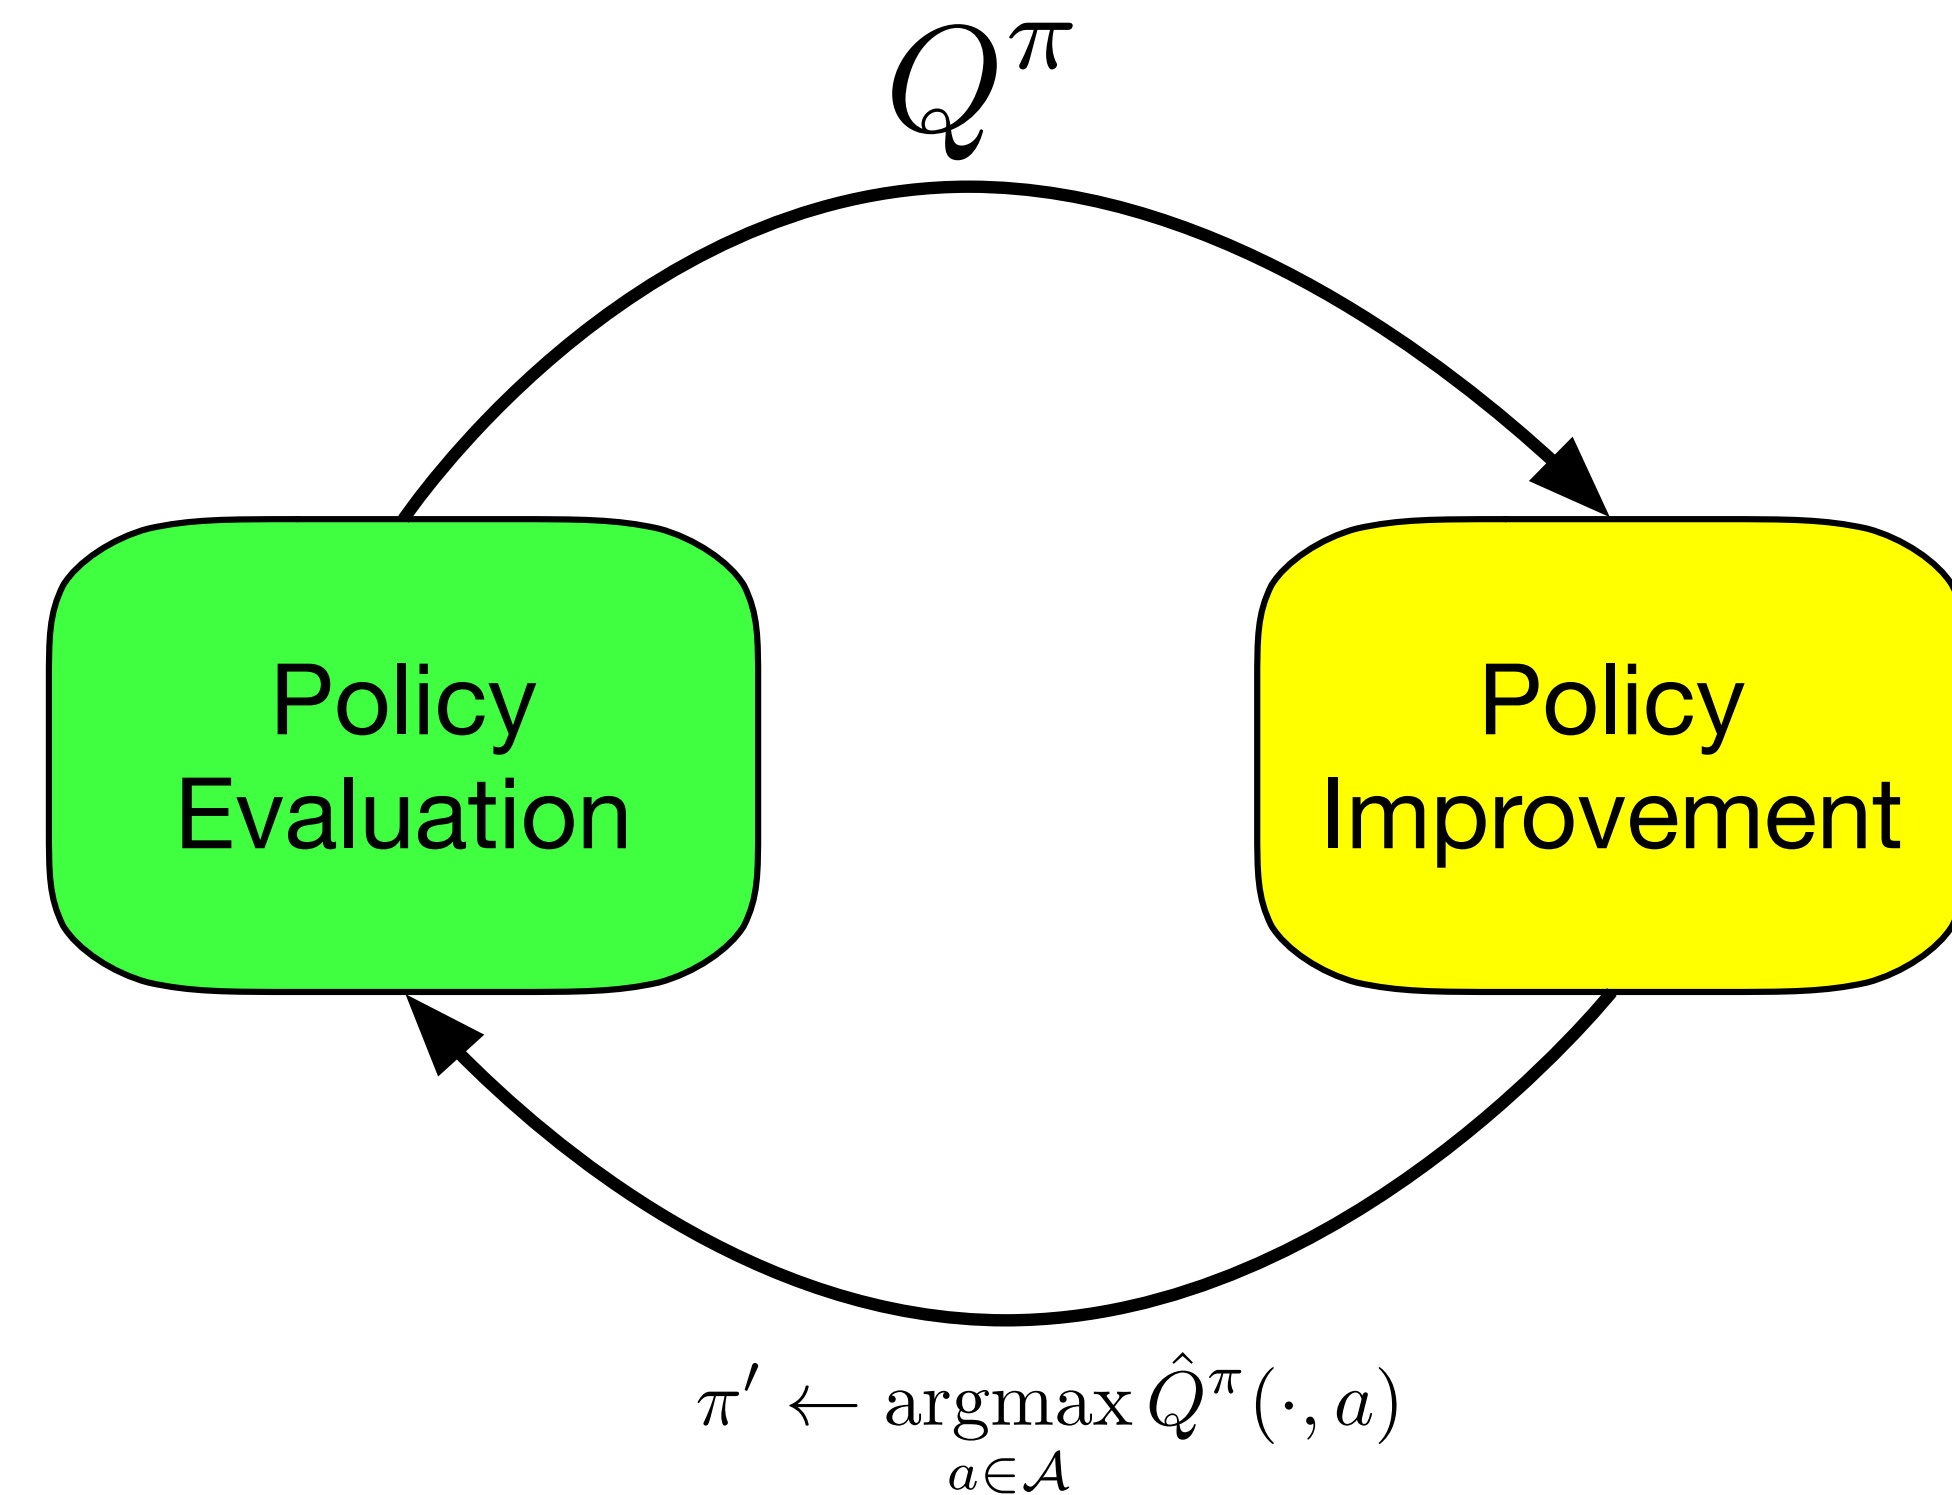 Q^π
Policy
Evaluation
Policy
Improvement
π′ ← argmax Q̂^π(·, a)
a∈𝒜